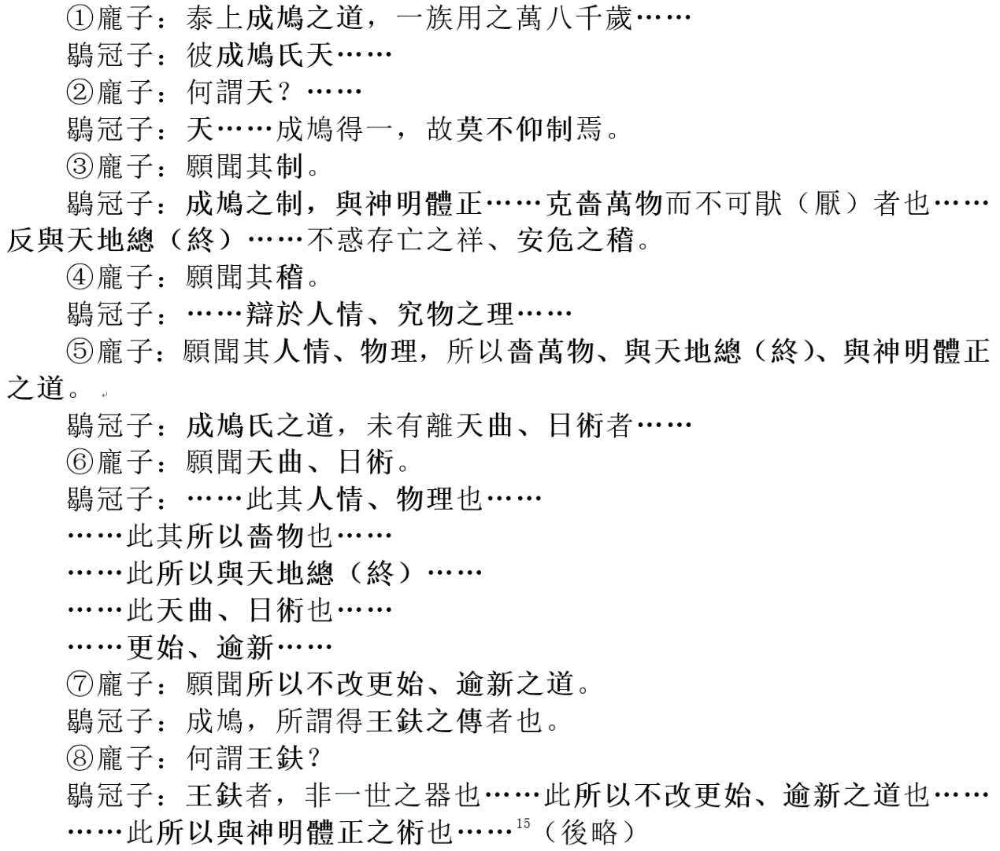 ①龐子：泰上成鳩之道，一族用之萬八千歲……
鶡冠子：彼成鳩氏天……
②龐子：何謂天？……
鶡冠子：天……成鳩得一，故莫不仰制焉。
③龐子：願聞其制。
鶡冠子：成鳩之制，與神明體正……克嗇萬物而不可猒（厭）者也……
反與天地總（終）……不惑存亡之祥、安危之稽。
④龐子：願聞其稽。
鶡冠子：……辯於人情、究物之理……
⑤龐子：願聞其人情、物理，所以嗇萬物、與天地總（終）、與神明體正
之道。
鶡冠子：成鳩氏之道，未有離天曲、日術者……
⑥龐子：願聞天曲、日術。
鶡冠子：……此其人情、物理也……
……此其所以嗇物也……
……此所以與天地總（終）……
……此天曲、日術也……
……更始、逾新……
⑦龐子：願聞所以不改更始、逾新之道。
鶡冠子：成鳩，所謂得王鈇之傳者也。
⑧龐子：何謂王鈇？
鶡冠子：王鈇者，非一世之器也……此所以不改更始、逾新之道也……
……此所以與神明體正之術也……15（後略）